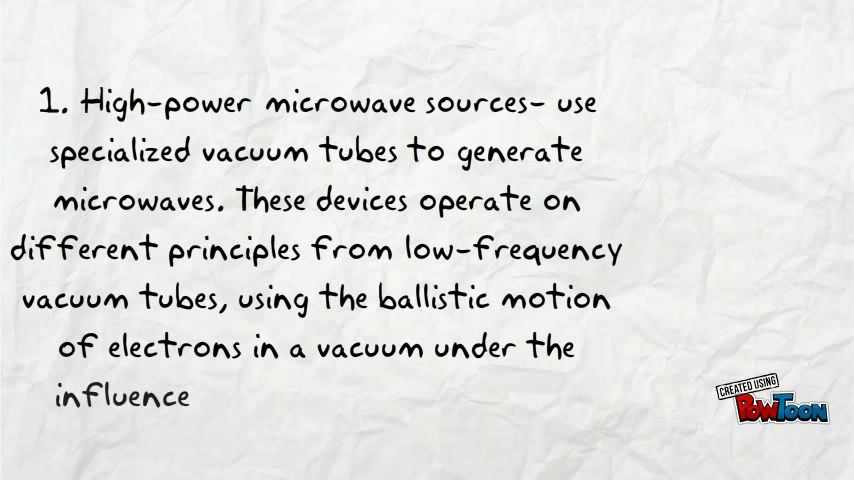 1. High-power microwave sources- use
specialized vacuum tubes to generate
microwaves. These devices operate on
different principles from low-frequency
vacuum tubes, using the ballistic motion
of electrons in a vacuum under the
influence
CREATED USING
POWTOON